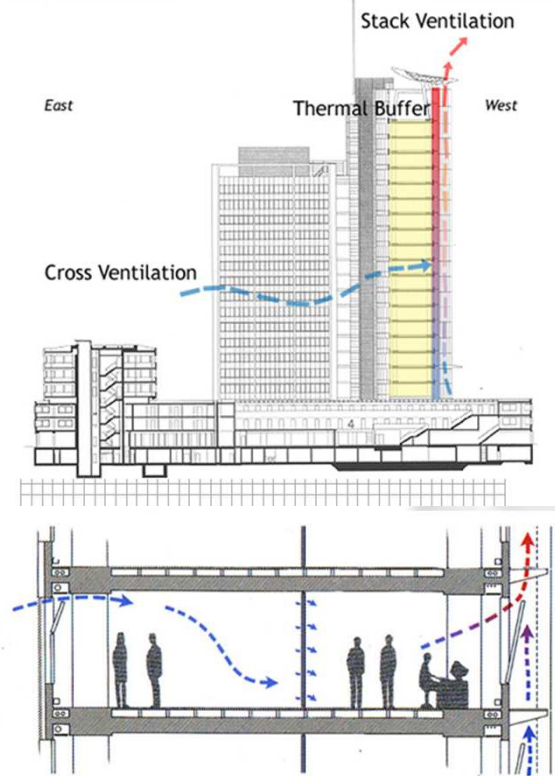 Stack Ventilation
East
Thermal Buffer
West
Cross Ventilation
4